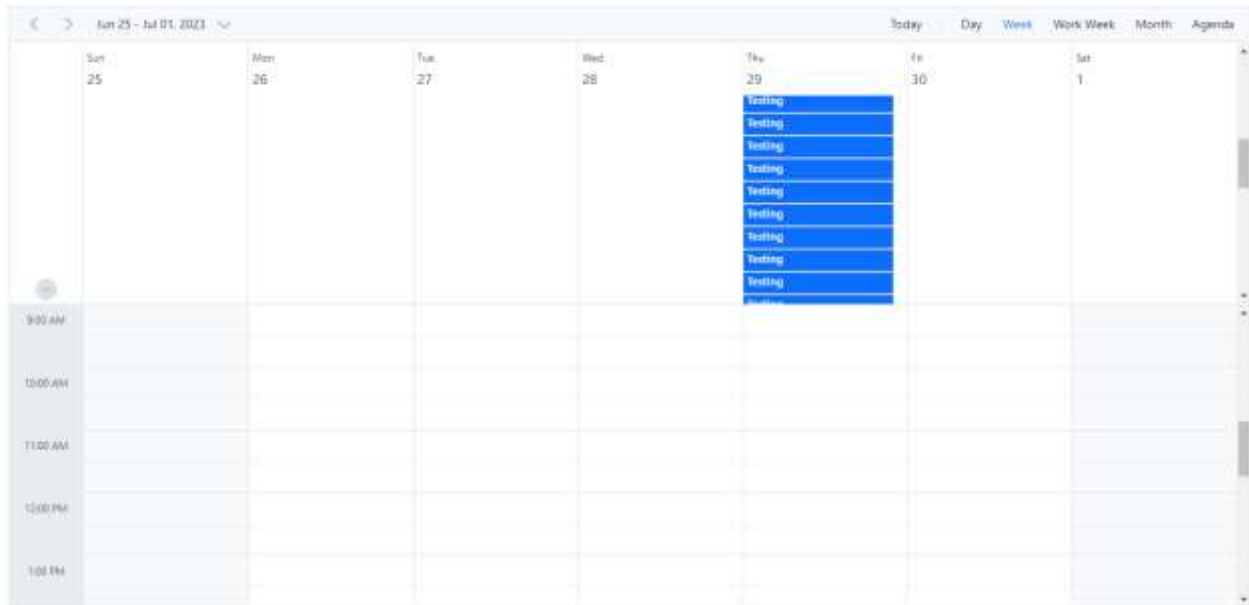 Jun 25 - Jul 01, 2023 Today Day Week Work Week Month Agenda
Sun Mon Tue Wed Thu Fri Sat
25 26 27 28 29 30 1
Testing
Testing
Testing
Testing
Testing
Testing
Testing
Testing
Testing
Testing
9:00 AM
10:00 AM
11:00 AM
12:00 PM
1:00 PM